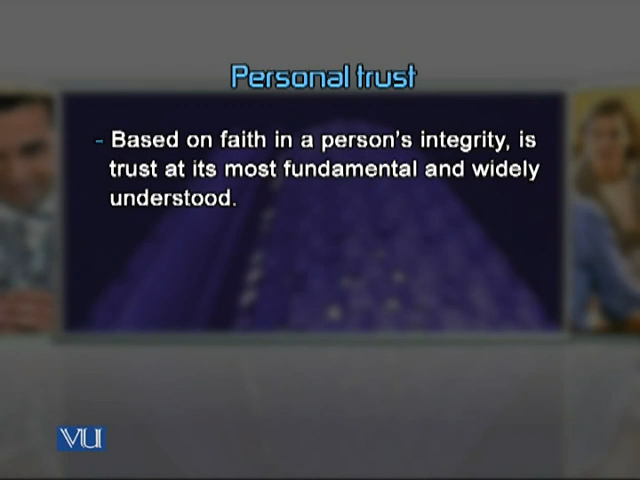 Personal trust
- Based on faith in a person's integrity, is
trust at its most fundamental and widely
understood.
VU